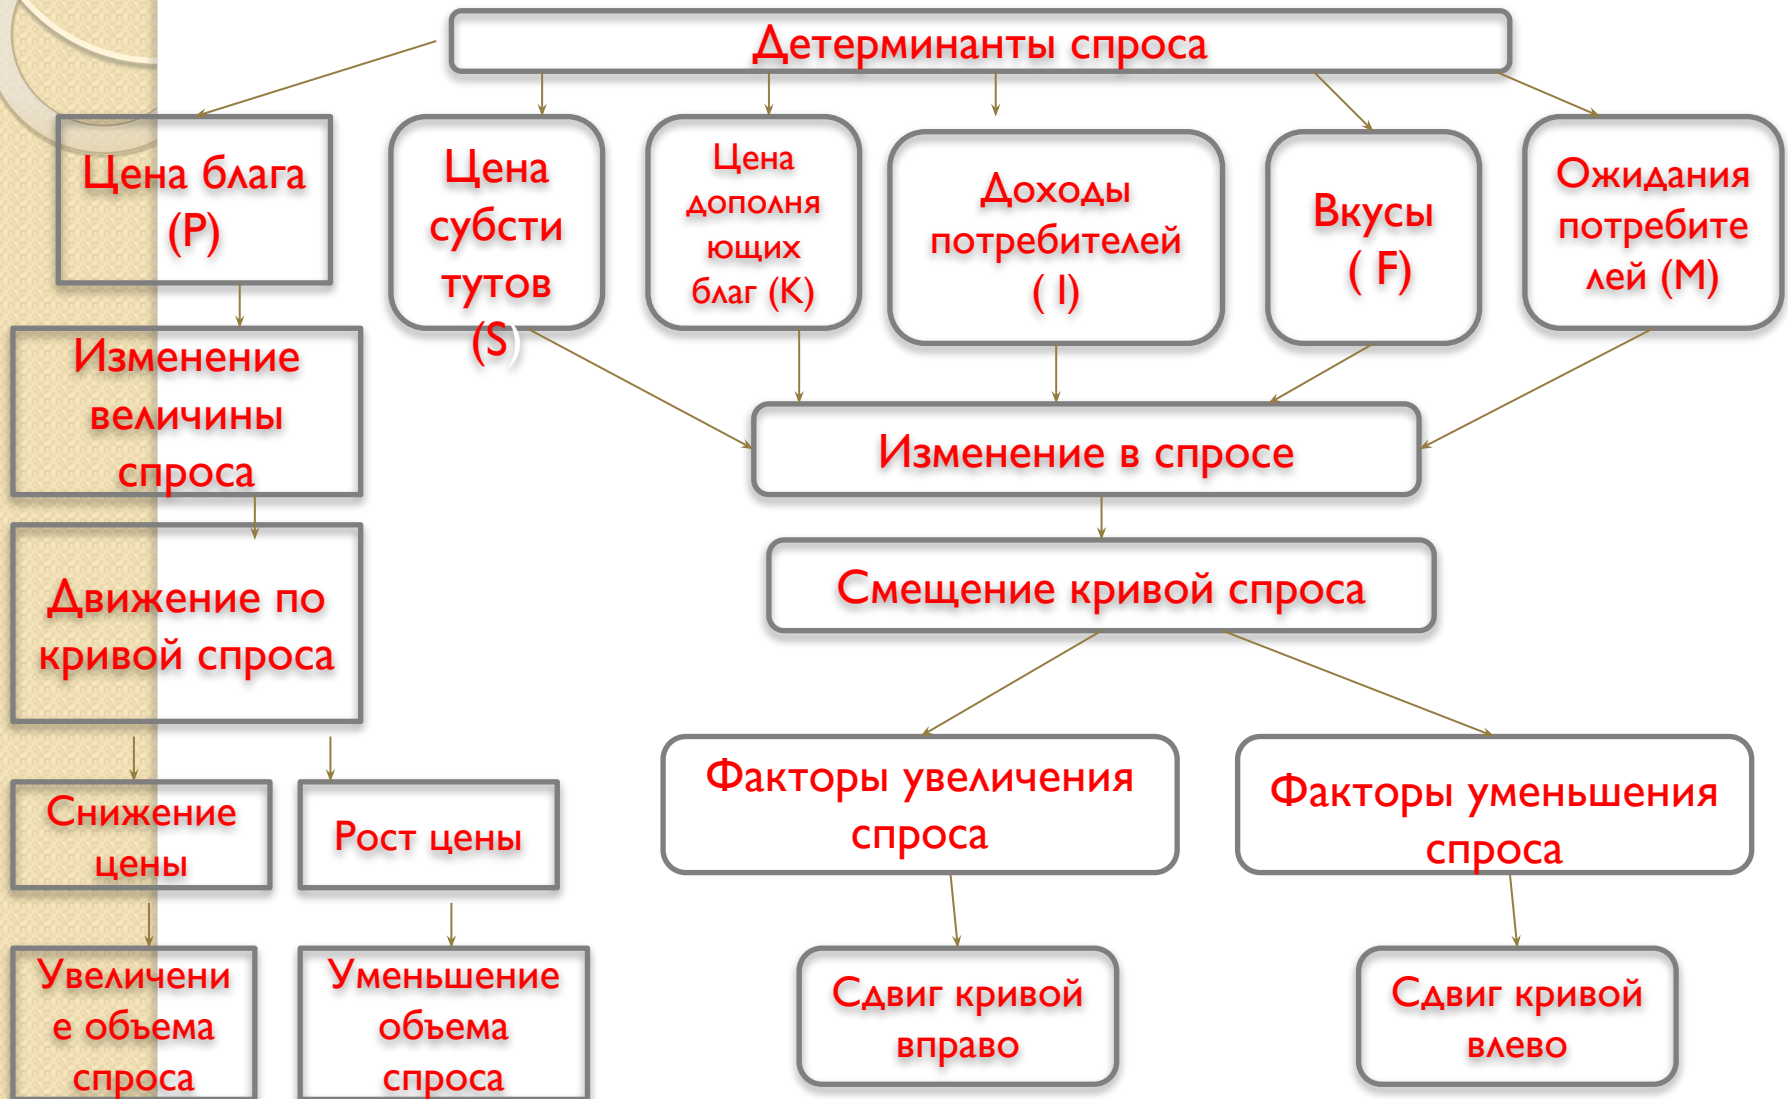 Детерминанты спроса
Цена блага
(P)
Цена
субсти
тутов
(S)
Цена
дополня
ющих
благ (K)
Доходы
потребителей
( I)
Вкусы
( F)
Ожидания
потребите
лей (M)
Изменение
величины
спроса
Изменение в спросе
Движение по
кривой спроса
Смещение кривой спроса
Снижение
цены
Рост цены
Факторы увеличения
спроса
Факторы уменьшения
спроса
Увеличени
е объема
спроса
Уменьшение
объема
спроса
Сдвиг кривой
вправо
Сдвиг кривой
влево